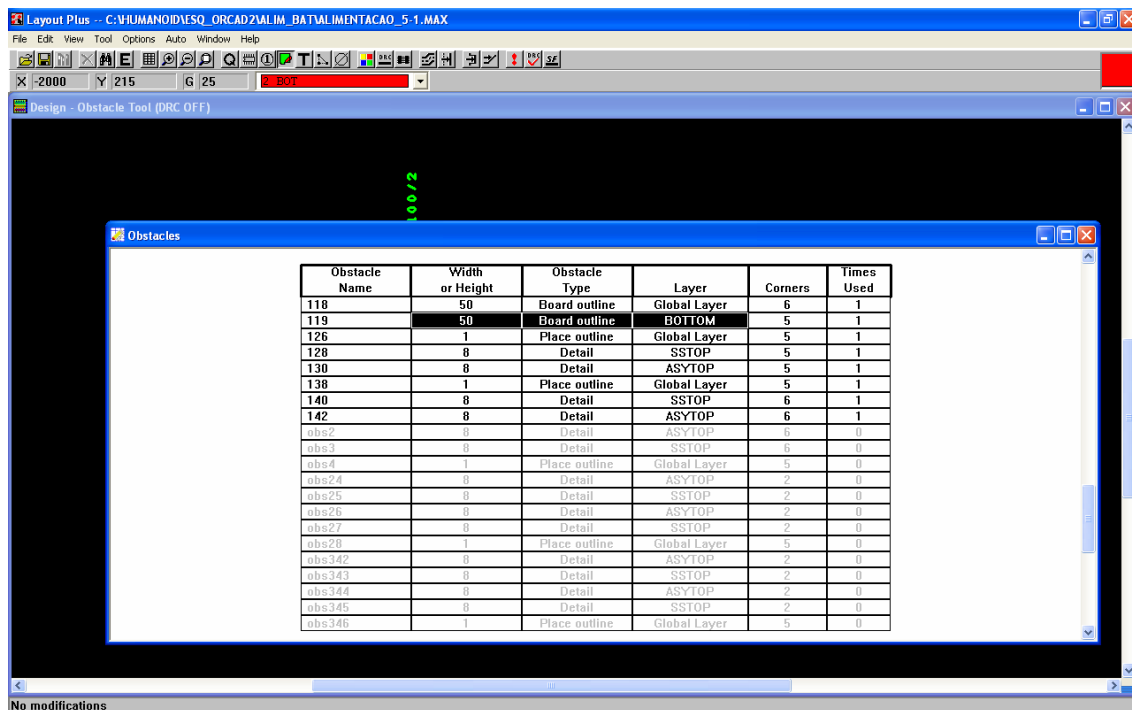 Layout Plus -- C:\HUMANOID\ESQ_ORCAD2\ALIM_BAT\ALIMENTACAO_5-1.MAX
File Edit View Tool Options Auto Window Help
X -2000 Y 215 G 25 2 BOT
Design - Obstacle Tool (DRC OFF)
100/2
Obstacles
Obstacle Width Obstacle Times
Name or Height Type Layer Corners Used
118 50 Board outline Global Layer 6 1
119 50 Board outline BOTTOM 5 1
126 1 Place outline Global Layer 5 1
128 8 Detail SSTOP 5 1
130 8 Detail ASYTOP 5 1
138 1 Place outline Global Layer 5 1
140 8 Detail SSTOP 6 1
142 8 Detail ASYTOP 6 1
obs2 8 Detail ASYTOP 6 0
obs3 8 Detail SSTOP 6 0
obs4 1 Place outline Global Layer 5 0
obs24 8 Detail ASYTOP 2 0
obs25 8 Detail SSTOP 2 0
obs26 8 Detail ASYTOP 2 0
obs27 8 Detail SSTOP 2 0
obs28 1 Place outline Global Layer 5 0
obs342 8 Detail ASYTOP 2 0
obs343 8 Detail SSTOP 2 0
obs344 8 Detail ASYTOP 2 0
obs345 8 Detail SSTOP 2 0
obs346 1 Place outline Global Layer 5 0
No modifications